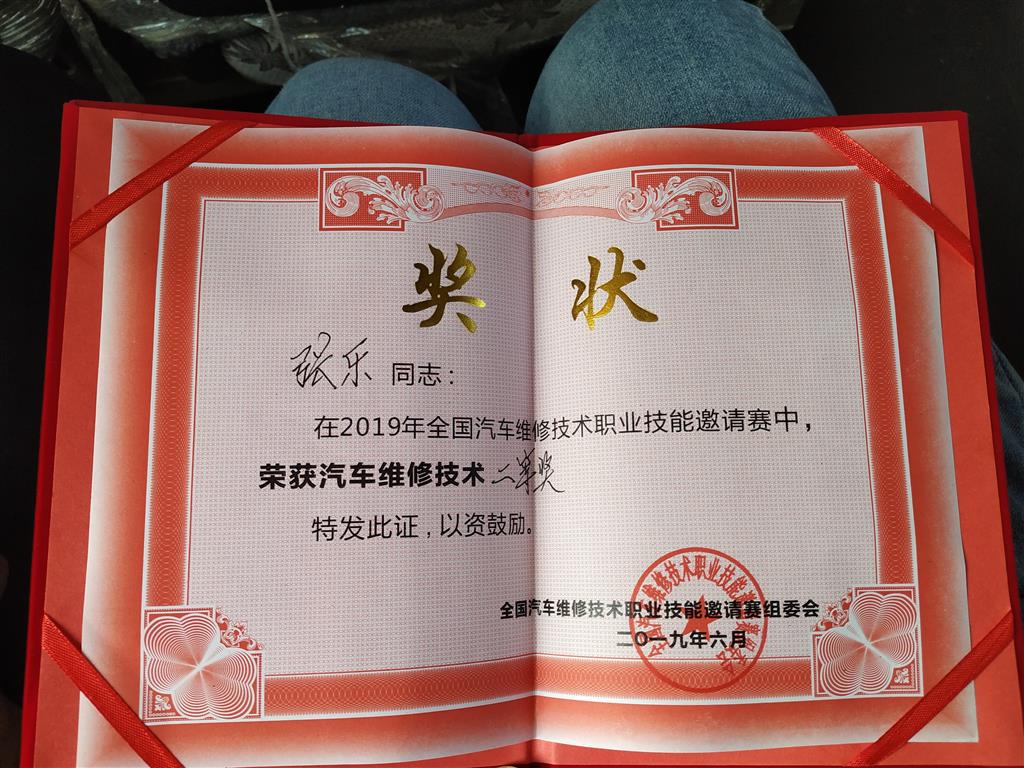 奖状
张乐 同志：
在2019年全国汽车维修技术职业技能邀请赛中，
荣获汽车维修技术二等奖
特发此证，以资鼓励。
全国汽车维修技术职业技能邀请赛组委会
二〇一九年六月